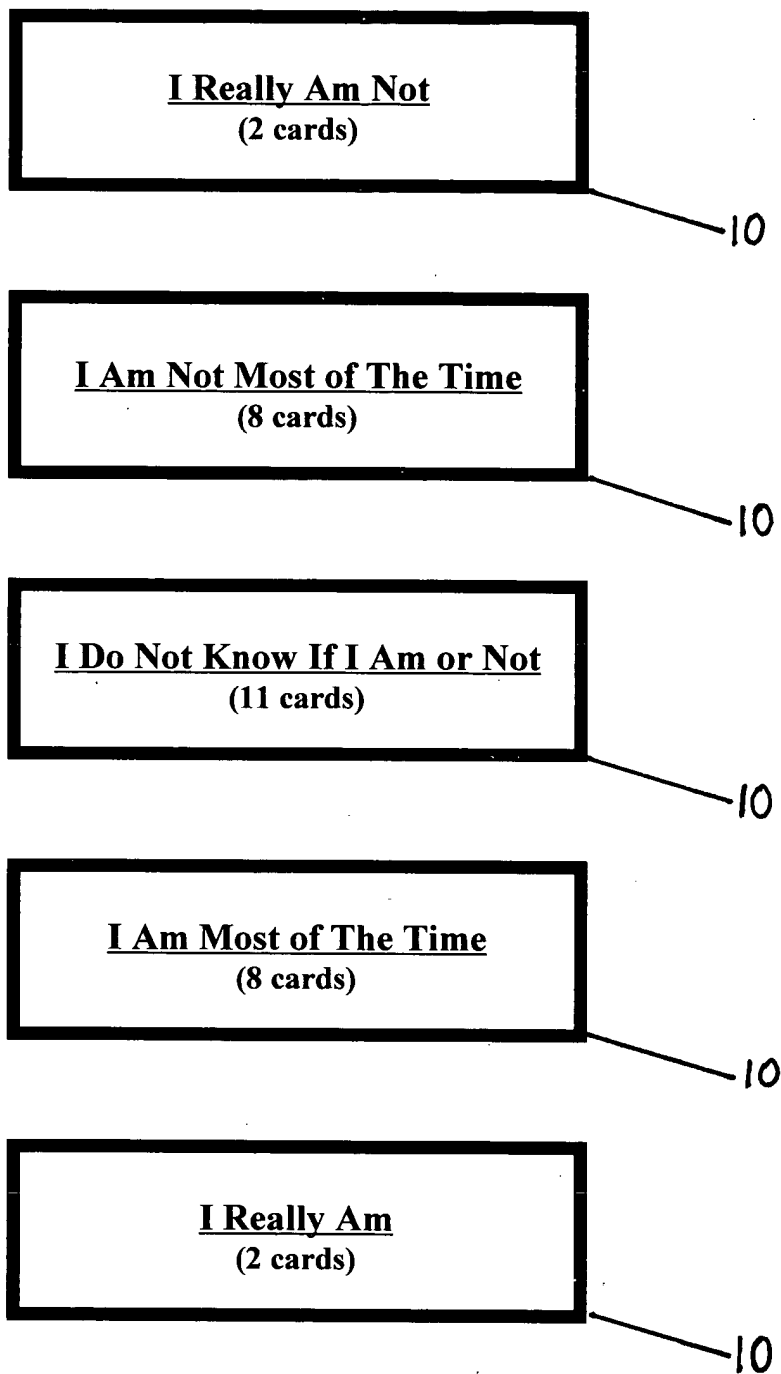 I Really Am Not
(2 cards)
10
I Am Not Most of The Time
(8 cards)
10
I Do Not Know If I Am or Not
(11 cards)
10
I Am Most of The Time
(8 cards)
10
I Really Am
(2 cards)
10